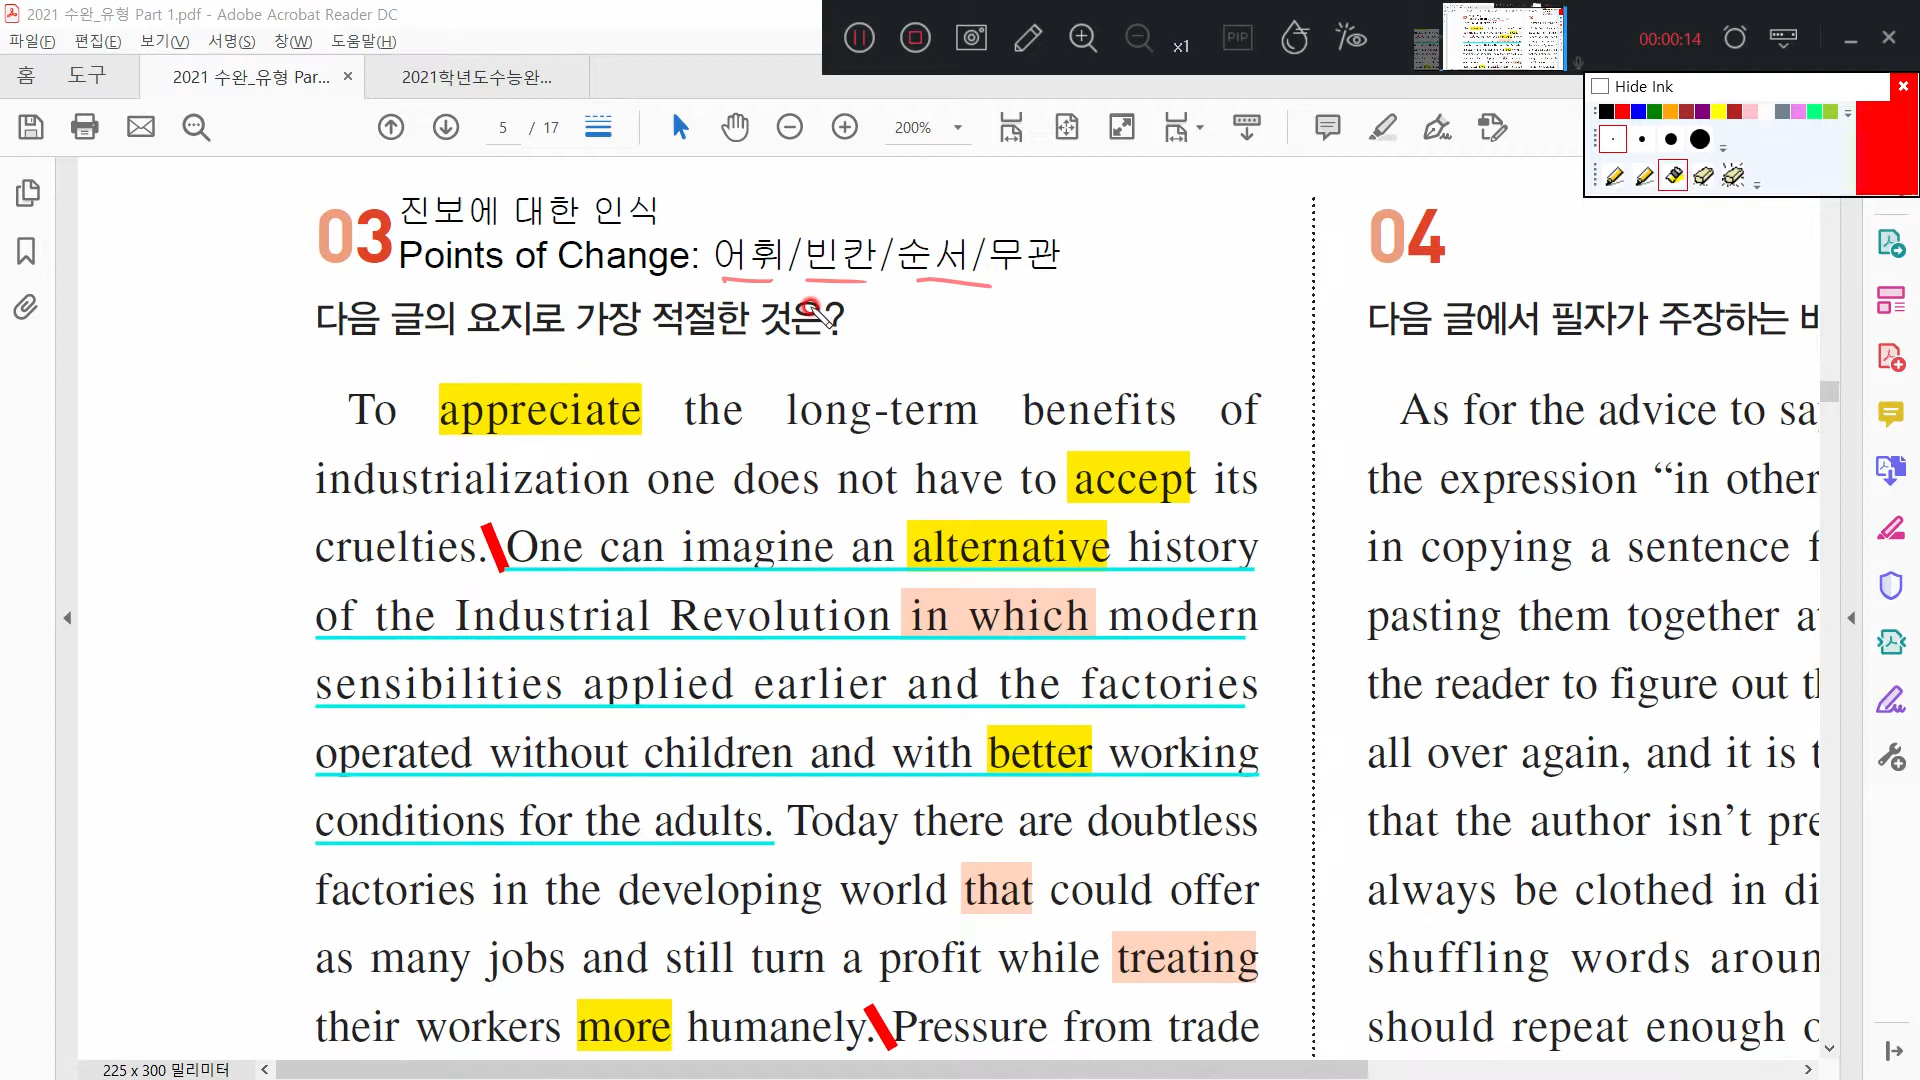 2021 수완_유형 Part 1.pdf - Adobe Acrobat Reader DC
파일(F) 편집(E) 보기(V) 서명(S) 창(W) 도움말(H)
x1
PIP
00:00:14
홈 도구 2021 수완_유형 Par... × 2021학년도수능완...
Hide Ink
5 / 17
200%
03 진보에 대한 인식
Points of Change: 어휘/빈칸/순서/무관
다음 글의 요지로 가장 적절한 것은?
To appreciate the long-term benefits of
industrialization one does not have to accept its
cruelties. One can imagine an alternative history
of the Industrial Revolution in which modern
sensibilities applied earlier and the factories
operated without children and with better working
conditions for the adults. Today there are doubtless
factories in the developing world that could offer
as many jobs and still turn a profit while treating
their workers more humanely. Pressure from trade
04
다음 글에서 필자가 주장하는
As for the advice to
the expression “in other
in copying a sentence
pasting them together
the reader to figure out
all over again, and it is
that the author isn’t
always be clothed in
shuffling words
should repeat enough
225 x 300 밀리미터